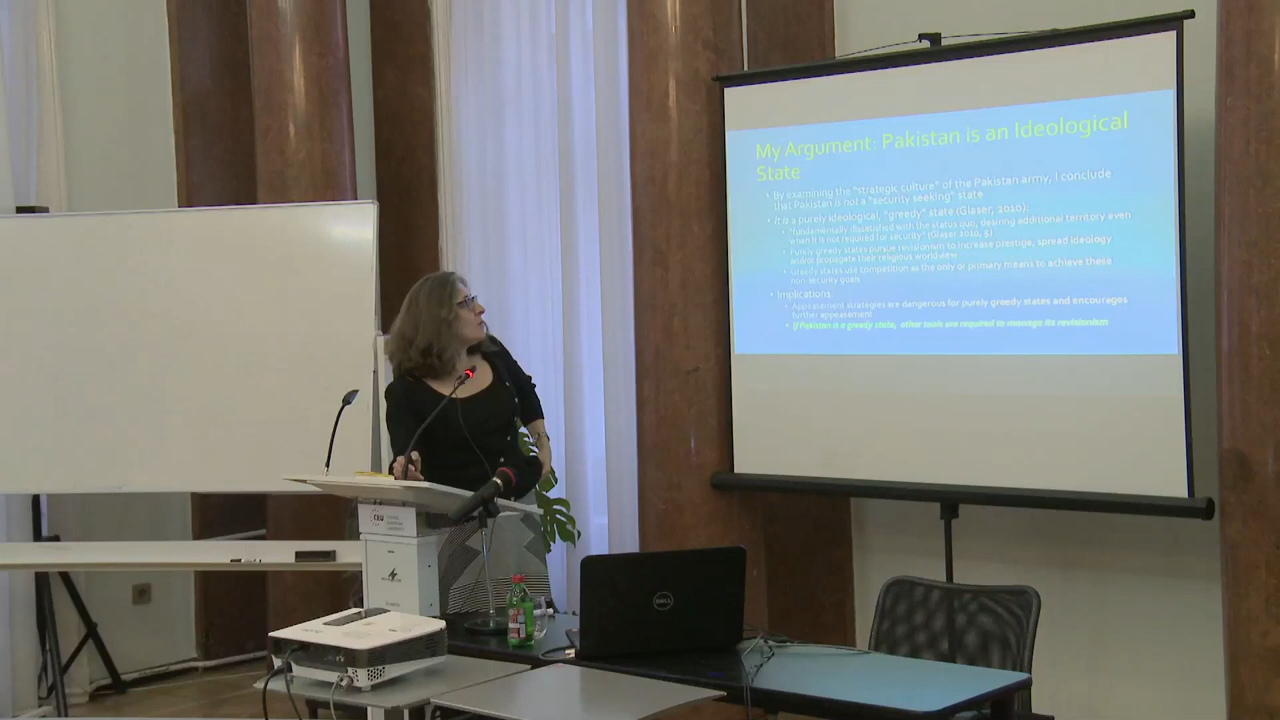 My Argument: Pakistan is an Ideological
State
• By examining the "strategic culture" of the Pakistan army, I conclude
that Pakistan is not a "security seeking" state
• It is a purely ideological, "greedy" state (Glaser, 2010).
• "fundamentally dissatisfied with the status quo, desiring additional territory even
when it is not required for security" (Glaser 2010, 5)
• Purely greedy states pursue revisionism to increase prestige, spread ideology
and/or propagate their religious worldview
• Greedy states use competition as the only or primary means to achieve these
non-security goals
• Implications:
• Appeasement strategies are dangerous for purely greedy states and encourages
further appeasement
• If Pakistan is a greedy state, other tools are required to manage its revisionism
CEU
CENTRAL
EUROPEAN
UNIVERSITY
DELL